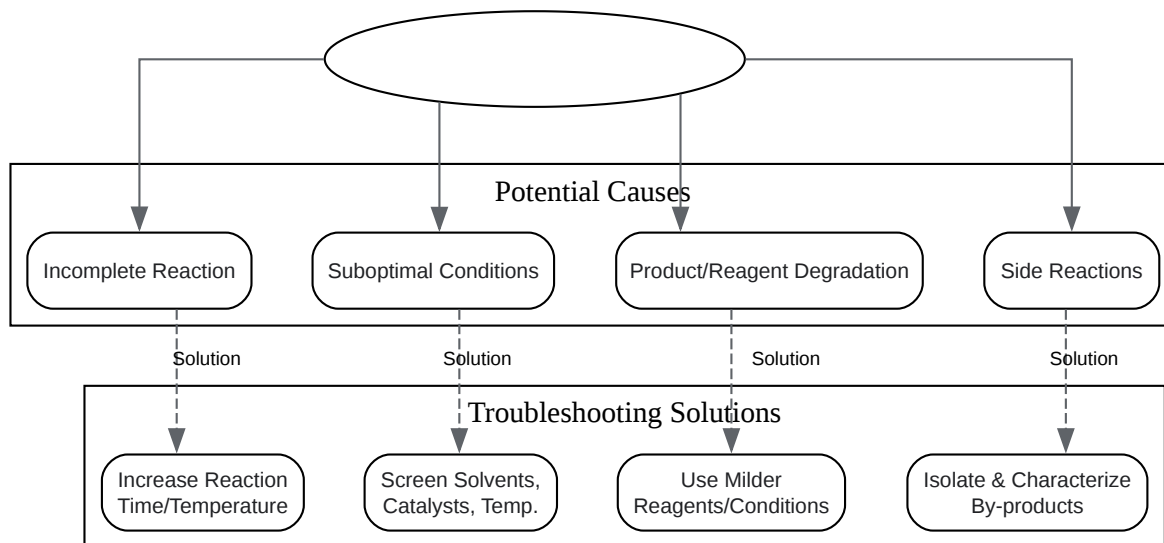 Potential Causes
Incomplete Reaction
Suboptimal Conditions
Product/Reagent Degradation
Side Reactions
Solution
Solution
Solution
Solution
Troubleshooting Solutions
Increase Reaction
Time/Temperature
Screen Solvents,
Catalysts, Temp.
Use Milder
Reagents/Conditions
Isolate & Characterize
By-products